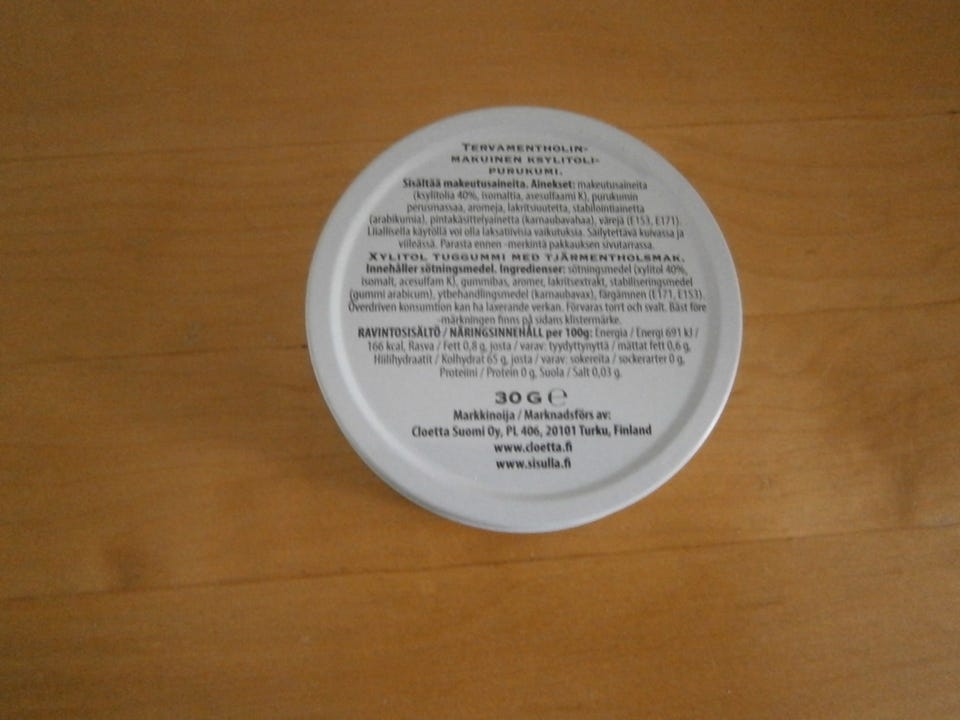 TERVAMENTHOLIN-
MAKUINEN KSYLITOLI-
PURUKUMI.
Sisältää makeutusaineita. Ainekset: makeutusaineita
(ksylitolia 40%, isomaltia, asesulfaami K), purukumin
perusmassaa, aromeja, lakritsiuutetta, stabilointiainetta
(arabikumia), pintakäsittelyainetta (karnaubavahaa), värejä (E153, E171).
Liiallisella käytöllä voi olla laksatiivisia vaikutuksia. Säilytettävä kuivassa ja
viileässä. Parasta ennen -merkintä pakkauksen sivutarrassa.
XYLITOL TUGGUMMI MED TJÄRMENTHOLSMAK.
Innehåller sötningsmedel. Ingredienser: sötningsmedel (xylitol 40%,
isomalt, acesulfam K), gummibas, aromer, lakritsextrakt, stabiliseringsmedel
(gummi arabicum), ytbehandlingsmedel (karnaubavax), färgämnen (E171, E153).
Överdriven konsumtion kan ha laxerande verkan. Förvaras torrt och svalt. Bäst före
-märkningen finns på sidans klistermärke.
RAVINTOSISÄLTÖ / NÄRINGSINNEHÅLL per 100g: Energia / Energi 691 kJ /
166 kcal, Rasva / Fett 0,8 g, josta / varav: tyydyttynyttä / mättat fett 0,6 g,
Hiilihydraatit / Kolhydrat 65 g, josta / varav: sokereita / sockerarter 0 g,
Proteiini / Protein 0 g, Suola / Salt 0,03 g.
30 G ℮
Markkinoija / Marknadsförs av:
Cloetta Suomi Oy, PL 406, 20101 Turku, Finland
www.cloetta.fi
www.sisulla.fi